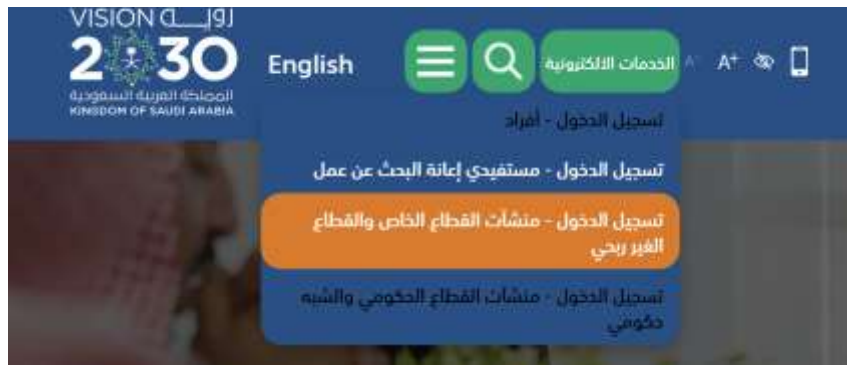 VISION رؤيـــة
2030
المملكة العربية السعودية
KINGDOM OF SAUDI ARABIA
English
الخدمات الالكترونية
A+
تسجيل الدخول - أفراد
تسجيل الدخول - مستفيدي إعانة البحث عن عمل
تسجيل الدخول - منشآت القطاع الخاص والقطاع
الغير ربحي
تسجيل الدخول - منشآت القطاع الحكومي والشبه
حكومي